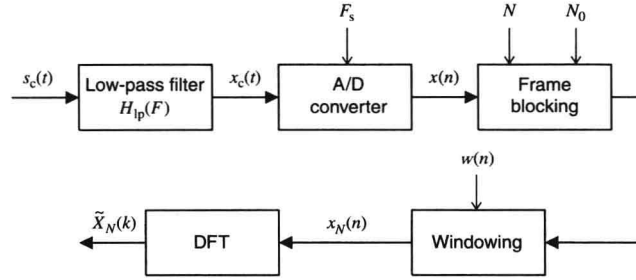 F_s N N_0
s_c(t) Low-pass filter x_c(t) A/D x(n) Frame
H_lp(F) converter blocking
w(n)
X̃_N(k) DFT x_N(n) Windowing